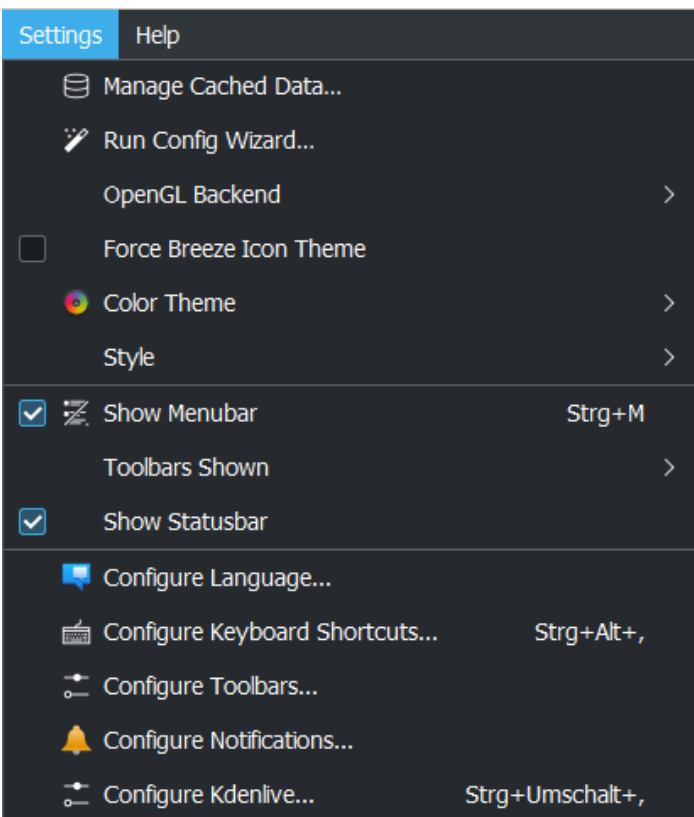 Settings Help
Manage Cached Data...
Run Config Wizard...
OpenGL Backend
Force Breeze Icon Theme
Color Theme
Style
Show Menubar Strg+M
Toolbars Shown
Show Statusbar
Configure Language...
Configure Keyboard Shortcuts... Strg+Alt+,
Configure Toolbars...
Configure Notifications...
Configure Kdenlive... Strg+Umschalt+,